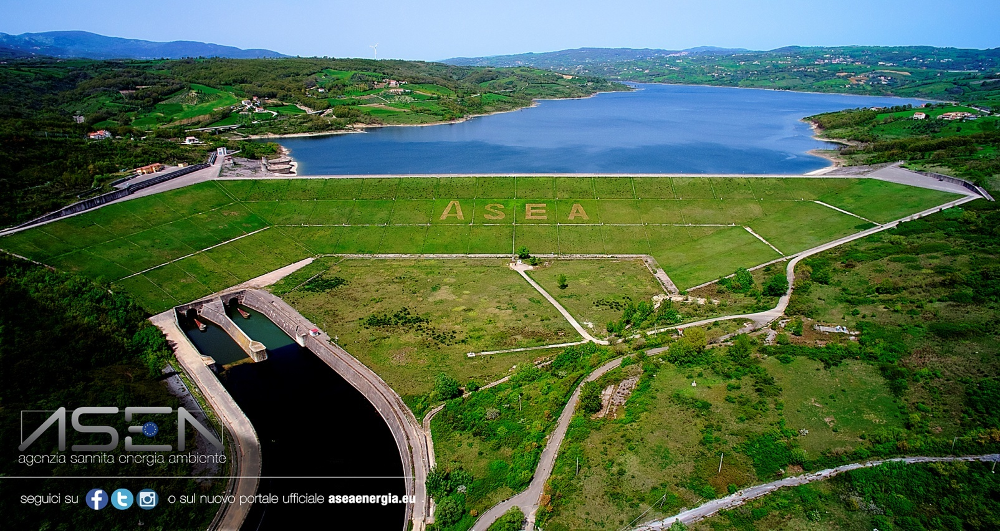 ASEA
ASEA
agenzia sannita energia ambiente
seguici su o sul nuovo portale ufficiale aseaenergia.eu